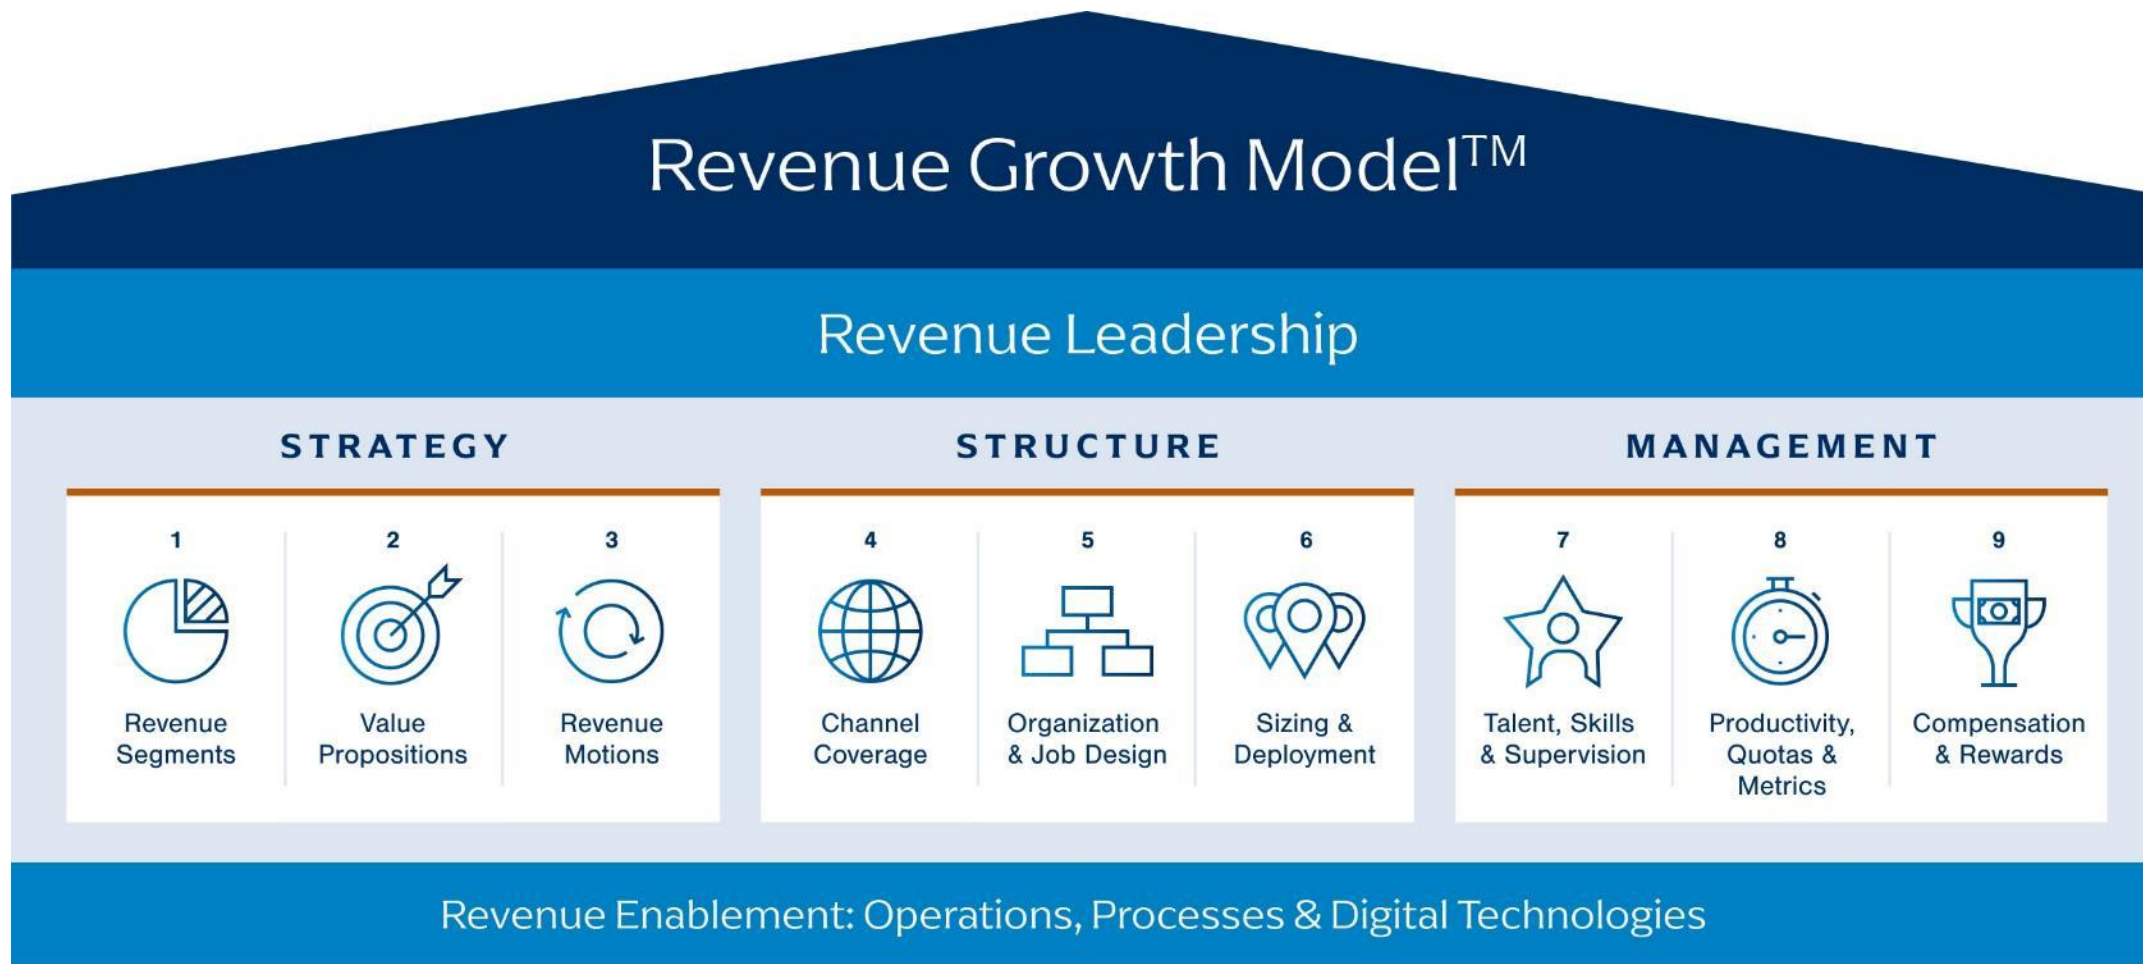 Revenue Growth Model™
Revenue Leadership
STRATEGY
1
Revenue
Segments
2
Value
Propositions
3
Revenue
Motions
STRUCTURE
4
Channel
Coverage
5
Organization
& Job Design
6
Sizing &
Deployment
MANAGEMENT
7
Talent, Skills
& Supervision
8
Productivity,
Quotas &
Metrics
9
Compensation
& Rewards
Revenue Enablement: Operations, Processes & Digital Technologies